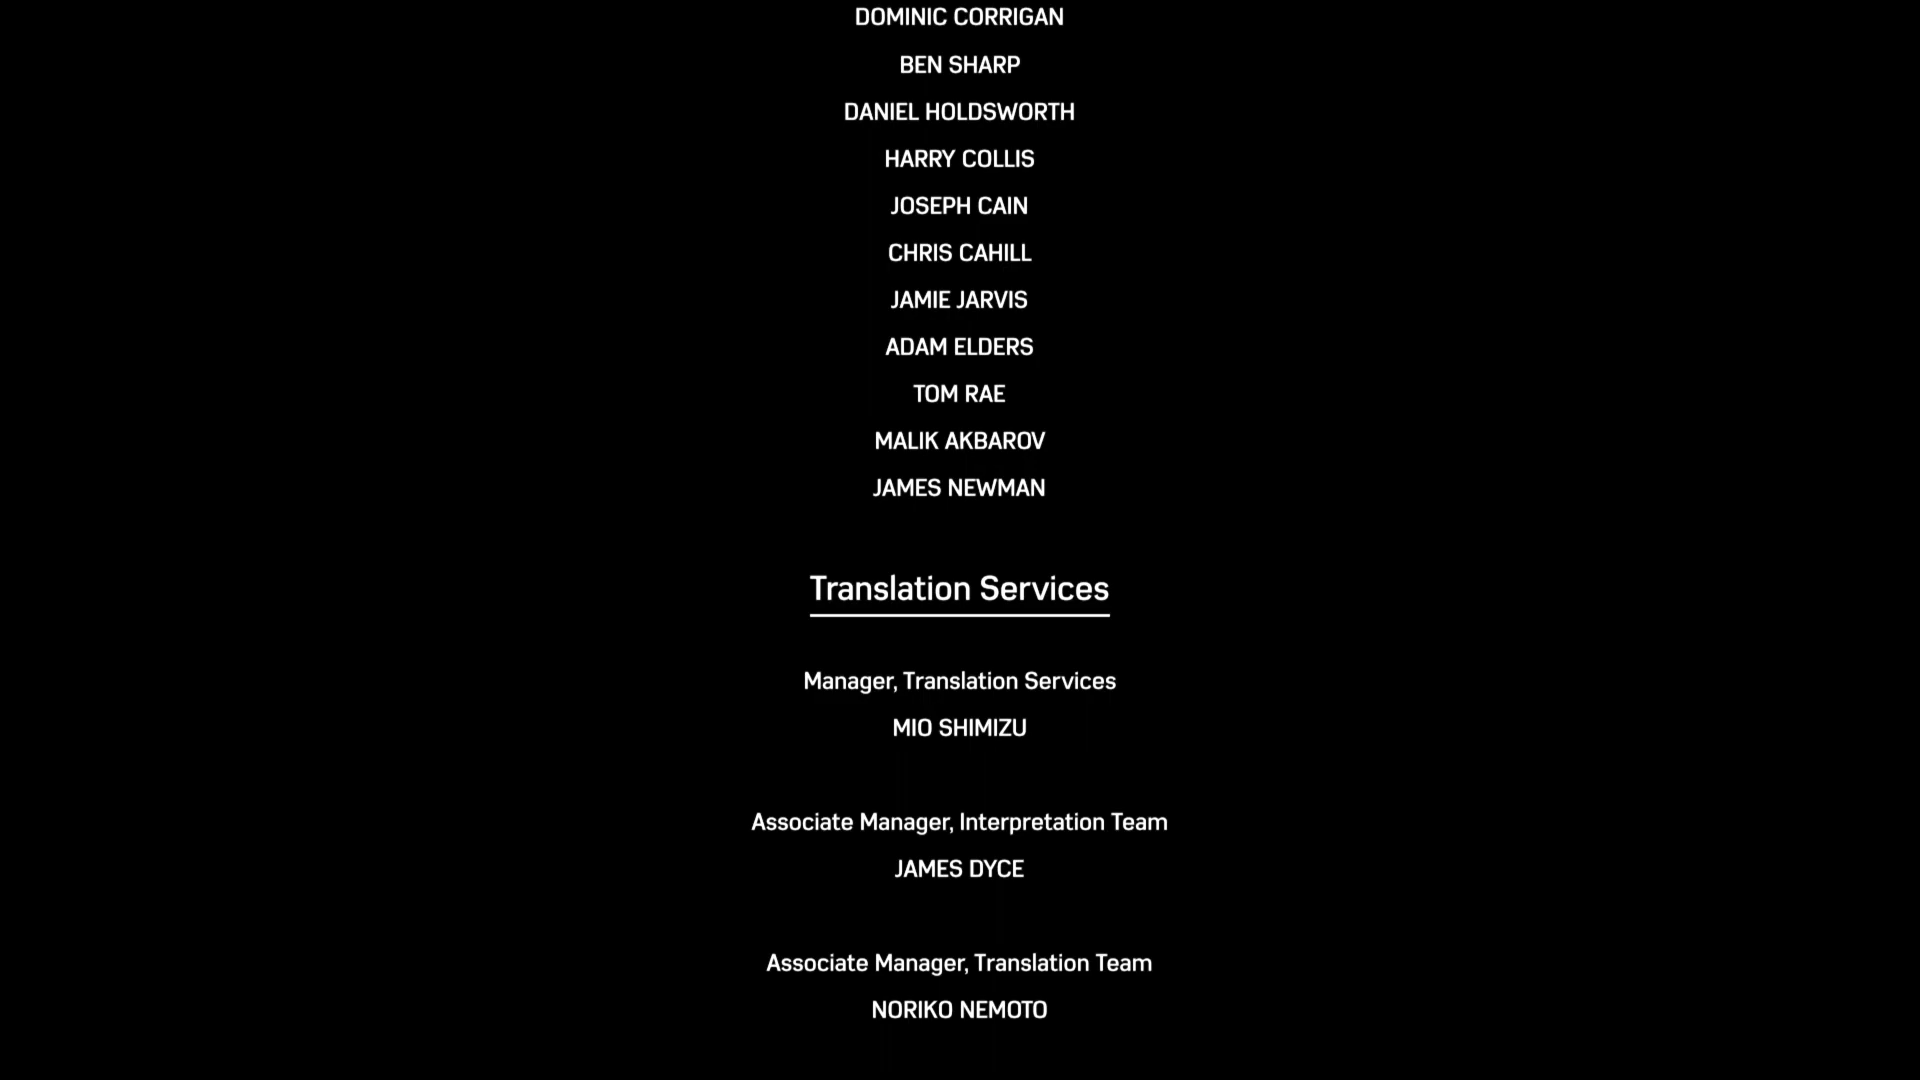 DOMINIC CORRIGAN
BEN SHARP
DANIEL HOLDSWORTH
HARRY COLLIS
JOSEPH CAIN
CHRIS CAHILL
JAMIE JARVIS
ADAM ELDERS
TOM RAE
MALIK AKBAROV
JAMES NEWMAN
Translation Services
Manager, Translation Services
MIO SHIMIZU
Associate Manager, Interpretation Team
JAMES DYCE
Associate Manager, Translation Team
NORIKO NEMOTO